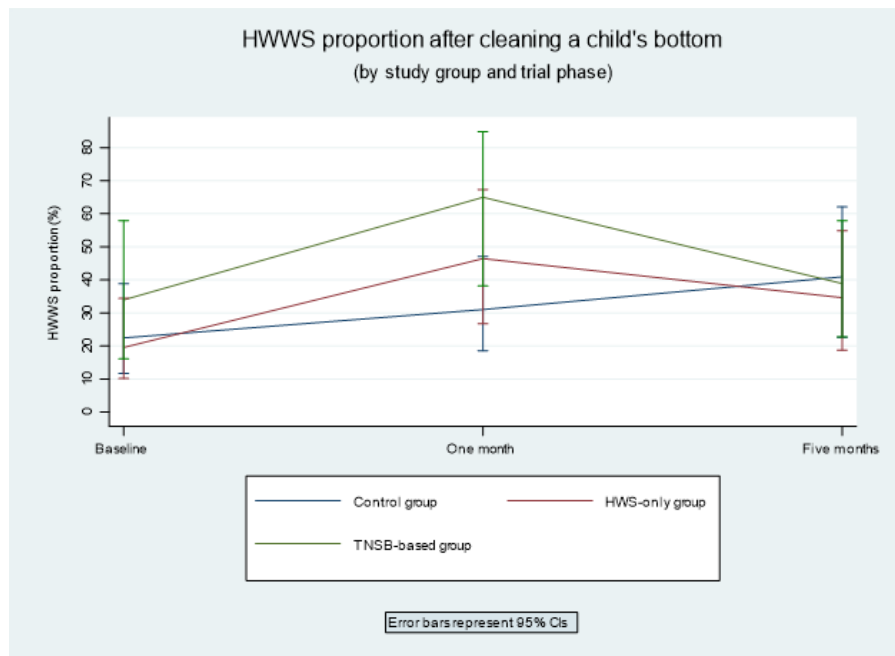 HWWS proportion after cleaning a child's bottom
(by study group and trial phase)
HWWS proportion (%)
80
70
60
50
40
30
20
10
0
Baseline
One month
Five months
Control group
HWS-only group
TNSB-based group
Error bars represent 95% CIs